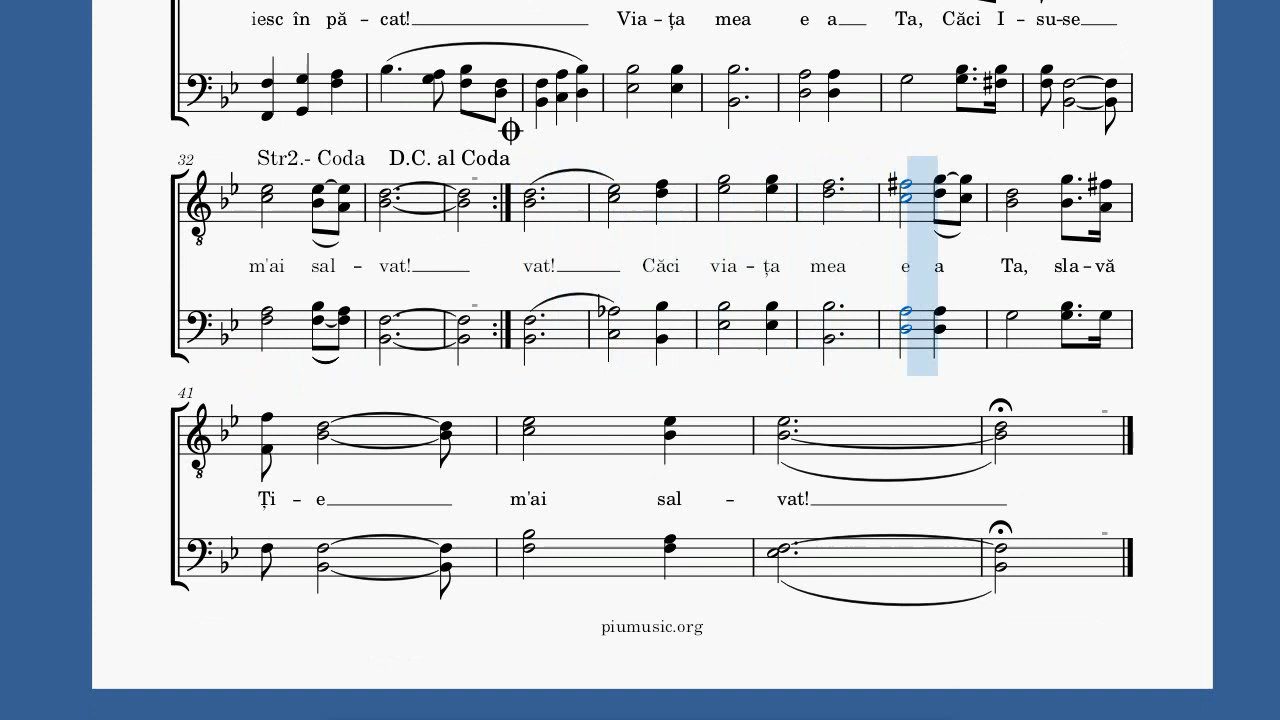 iesc în pă - cat! Via - ța mea e a Ta, Căci I - su-se
32 Str2.- Coda D.C. al Coda
m'ai sal - vat! vat! Căci via - ța mea e a Ta, sla - vă
41
Ți - e m'ai sal - vat!
piumusic.org